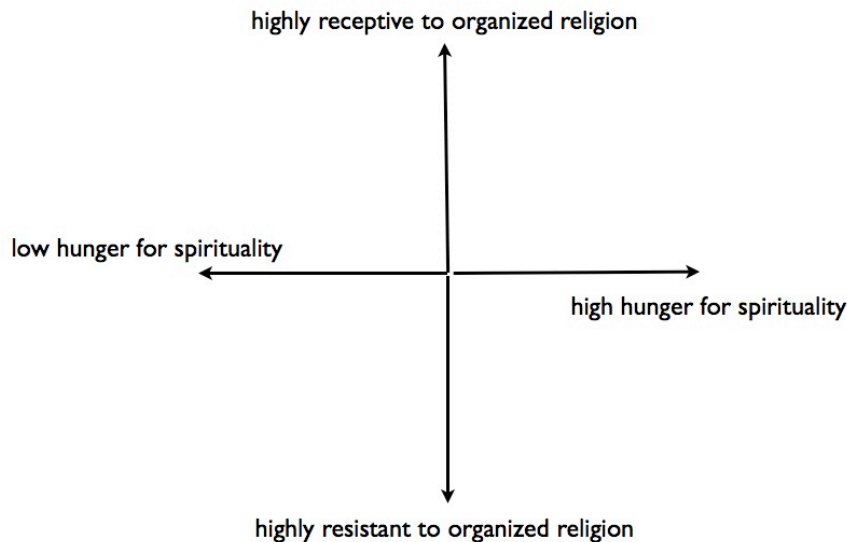 highly receptive to organized religion
low hunger for spirituality
high hunger for spirituality
highly resistant to organized religion